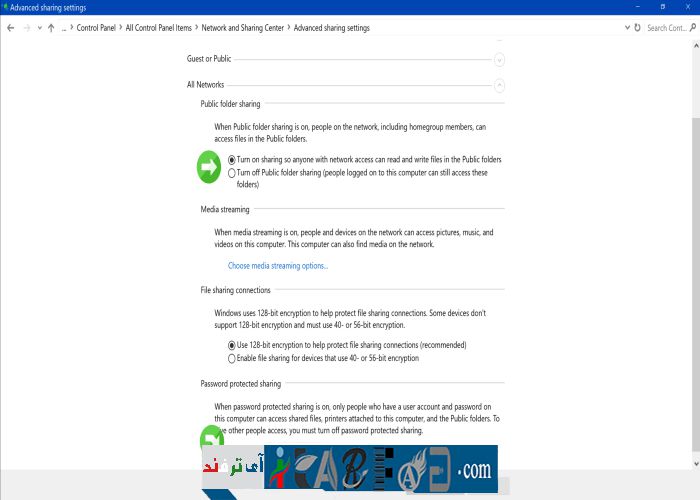 Advanced sharing settings
... > Control Panel > All Control Panel Items > Network and Sharing Center > Advanced sharing settings
Search Cont...
Guest or Public
All Networks
Public folder sharing
When Public folder sharing is on, people on the network, including homegroup members, can
access files in the Public folders.
Turn on sharing so anyone with network access can read and write files in the Public folders
Turn off Public folder sharing (people logged on to this computer can still access these
folders)
Media streaming
When media streaming is on, people and devices on the network can access pictures, music, and
videos on this computer. This computer can also find media on the network.
Choose media streaming options...
File sharing connections
Windows uses 128-bit encryption to help protect file sharing connections. Some devices don't
support 128-bit encryption and must use 40- or 56-bit encryption.
Use 128-bit encryption to help protect file sharing connections (recommended)
Enable file sharing for devices that use 40- or 56-bit encryption
Password protected sharing
When password protected sharing is on, only people who have a user account and password on
this computer can access shared files, printers attached to this computer, and the Public folders. To
other people access, you must turn off password protected sharing.
آی ترفند
.com